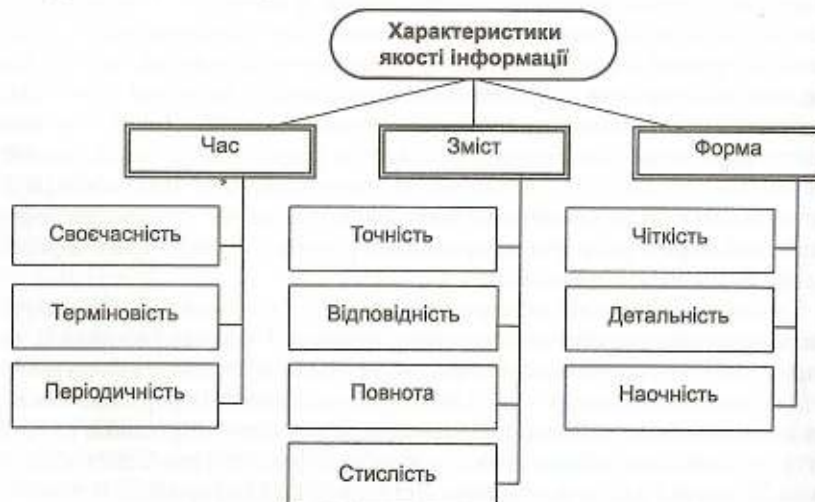 Характеристики
якості інформації
Час
Зміст
Форма
Своєчасність
Точність
Чіткість
Терміновість
Відповідність
Детальність
Періодичність
Повнота
Наочність
Стислість